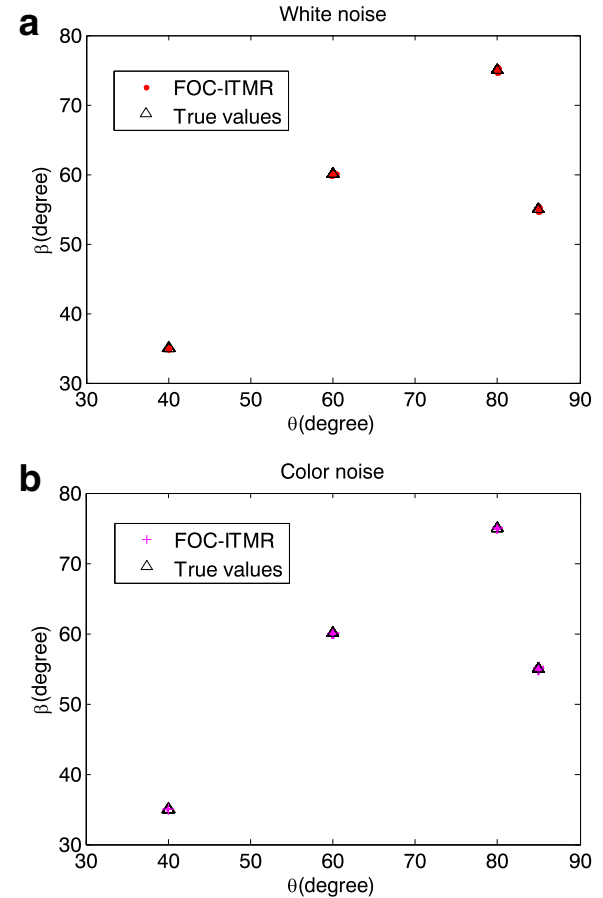 a
White noise
80
70
60
50
40
30
β(degree)
FOC-ITMR
True values
30 40 50 60 70 80 90
θ(degree)
b
Color noise
80
70
60
50
40
30
β(degree)
FOC-ITMR
True values
30 40 50 60 70 80 90
θ(degree)